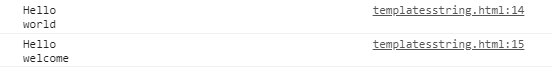 Hello templatesstring.html:14
world
Hello templatesstring.html:15
welcome